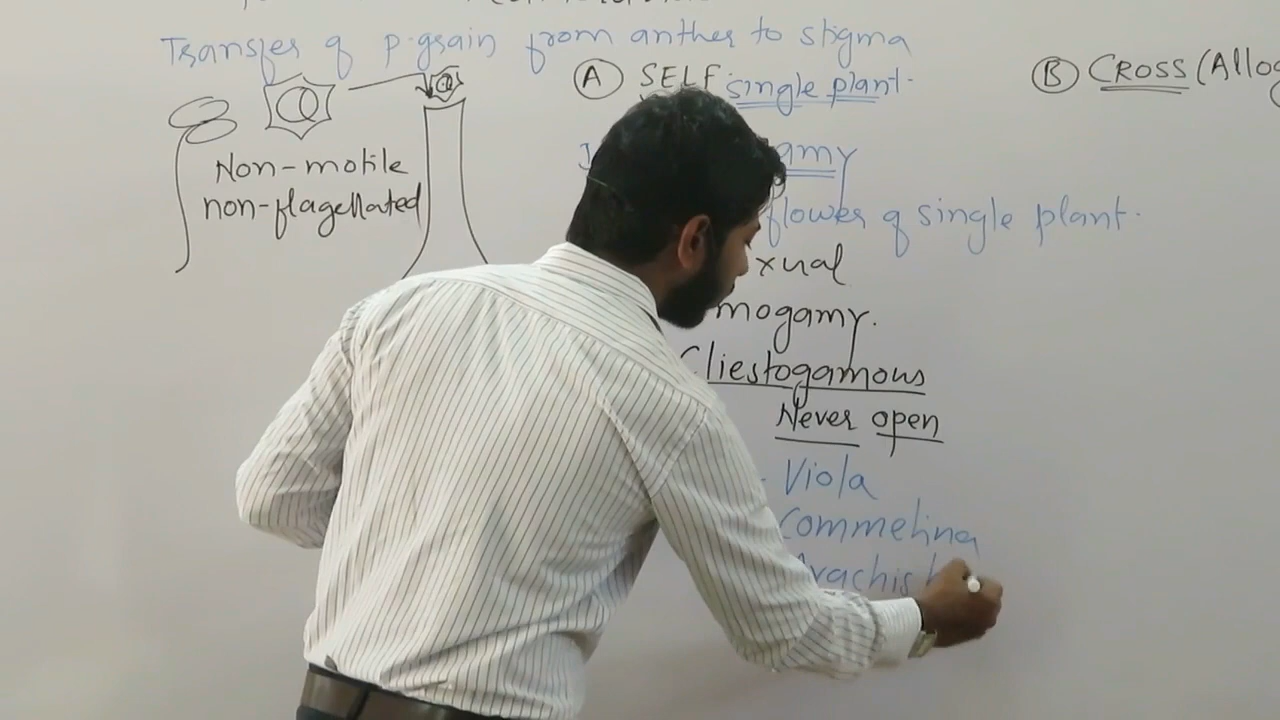 Transfer of p.grain from anther to stigma
(A) SELF single plant.
(B) CROSS (Allog
Non-motile
non-flagellated
amy
flower of single plant.
xual
mogamy.
Cliestogamous
Never open
Viola
Commelina
Arachis h